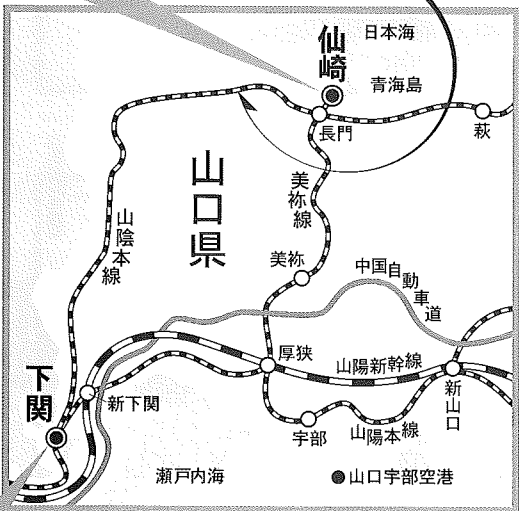 日本海
仙崎
青海島
長門
萩
山口県
美祢線
山陰本線
美祢
中国自動車道
厚狭
山陽新幹線
下関
新下関
新山口
宇部
山陽本線
瀬戸内海
山口宇部空港